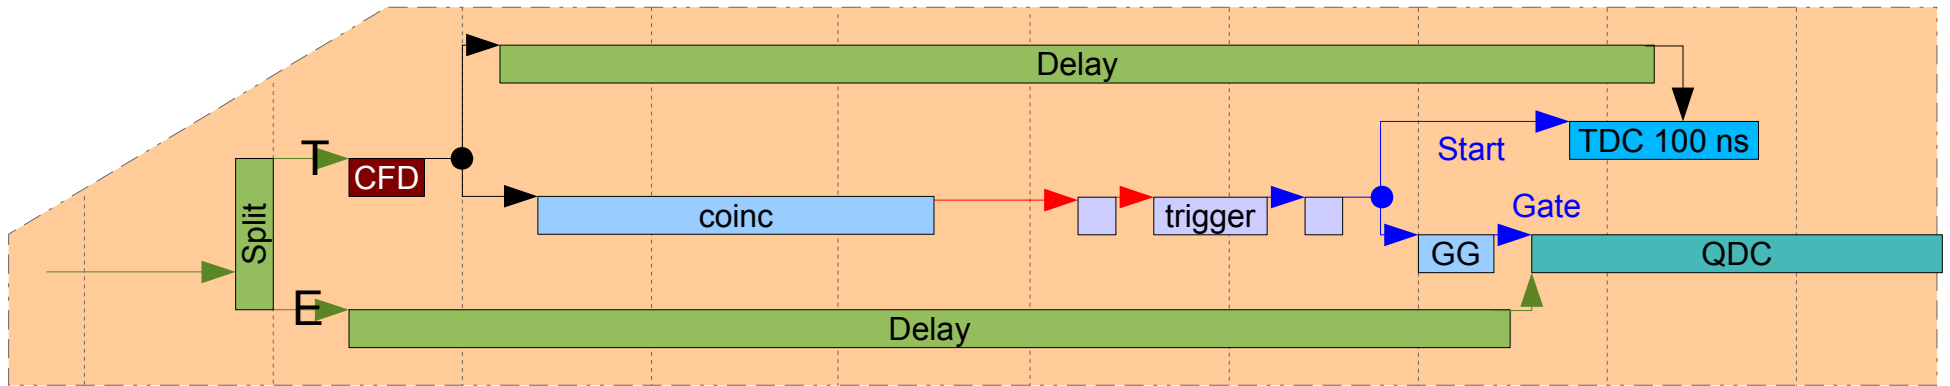 Delay
T
CFD
TDC 100 ns
Start
Split
coinc
trigger
Gate
GG
QDC
E
Delay